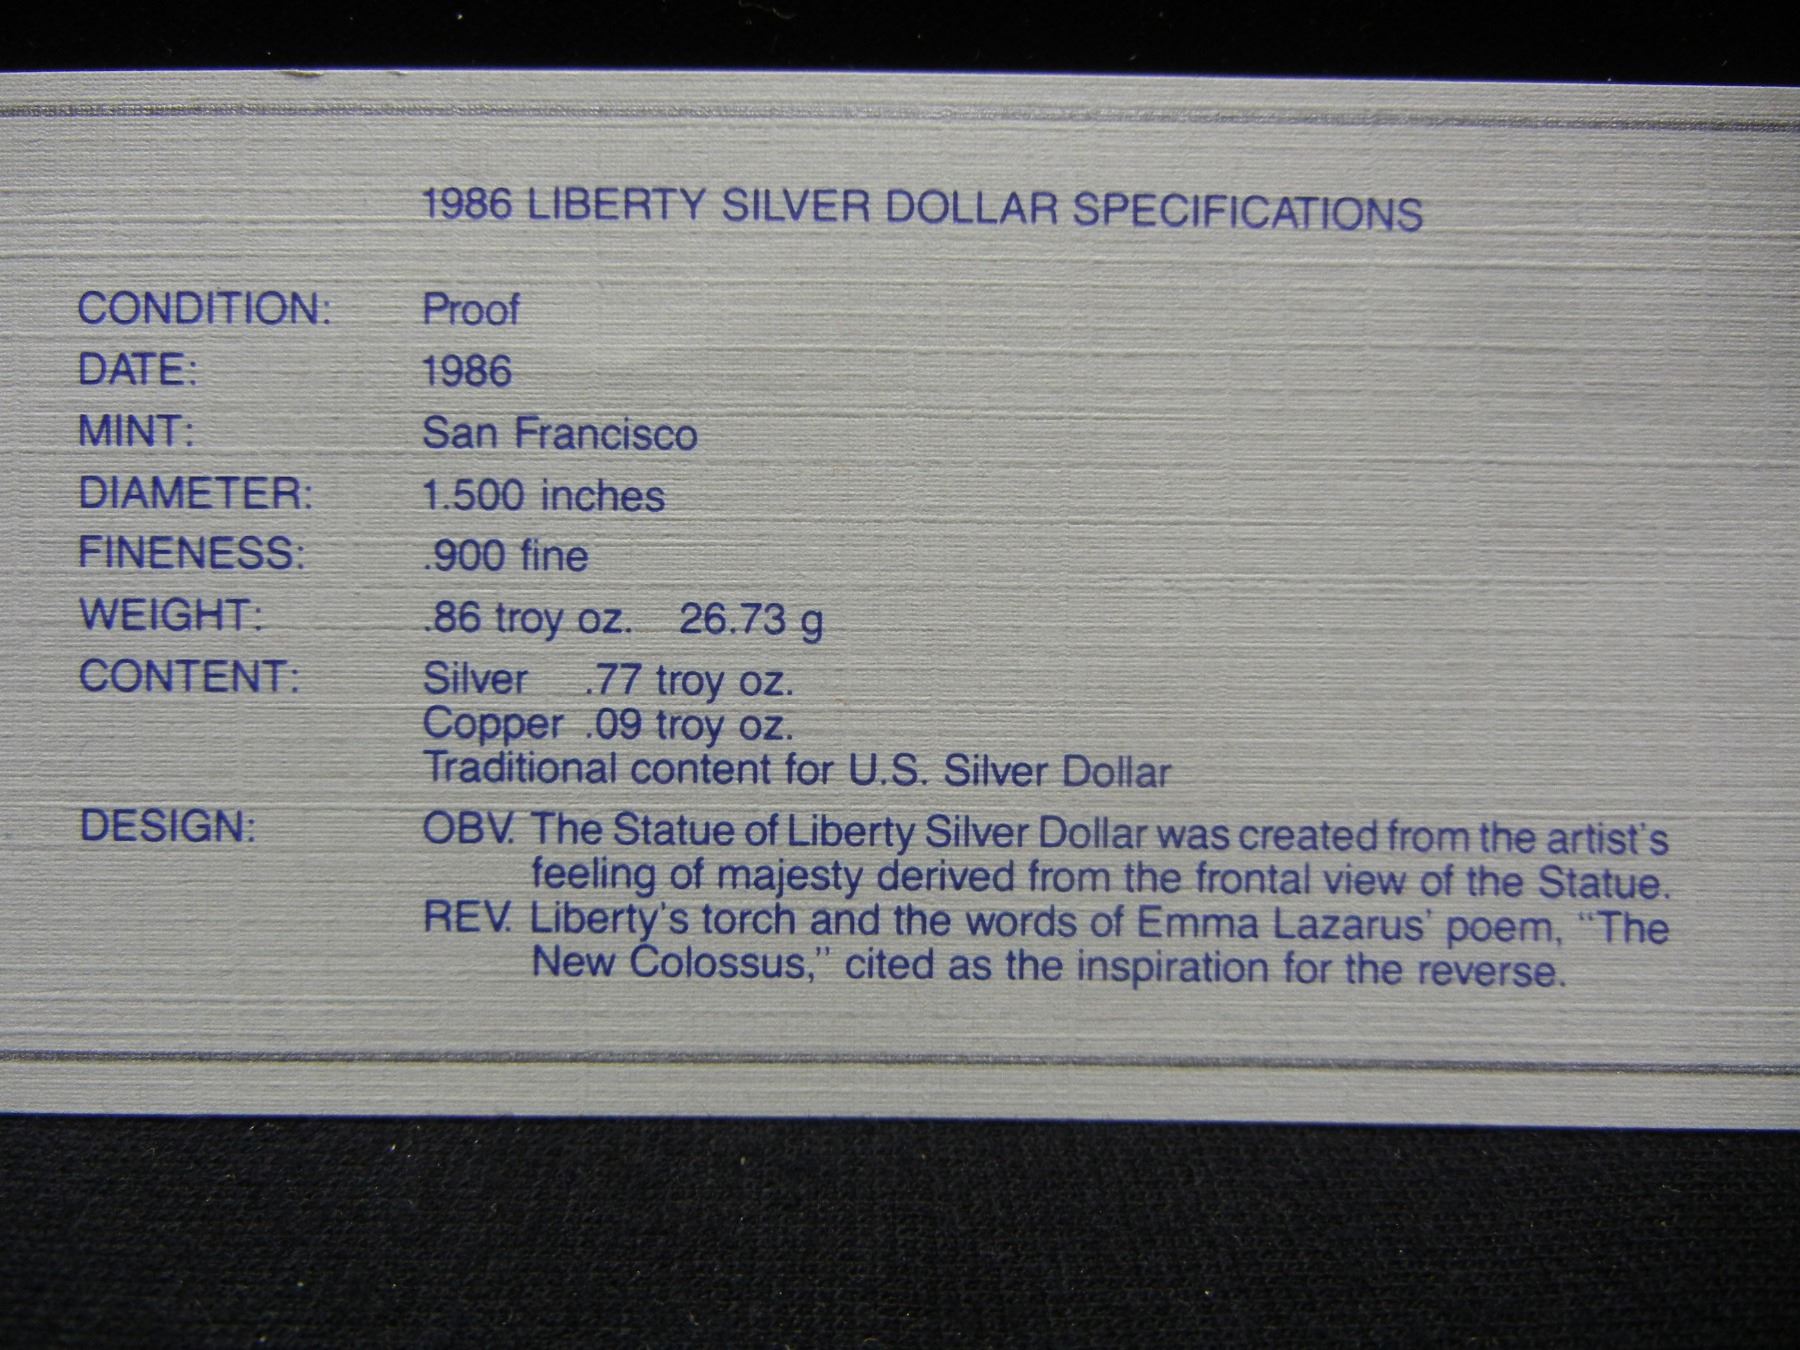 1986 LIBERTY SILVER DOLLAR SPECIFICATIONS
CONDITION: Proof
DATE: 1986
MINT: San Francisco
DIAMETER: 1.500 inches
FINENESS: .900 fine
WEIGHT: .86 troy oz. 26.73 g
CONTENT: Silver .77 troy oz.
Copper .09 troy oz.
Traditional content for U.S. Silver Dollar
DESIGN: OBV. The Statue of Liberty Silver Dollar was created from the artist's
feeling of majesty derived from the frontal view of the Statue.
REV. Liberty's torch and the words of Emma Lazarus' poem, "The
New Colossus," cited as the inspiration for the reverse.